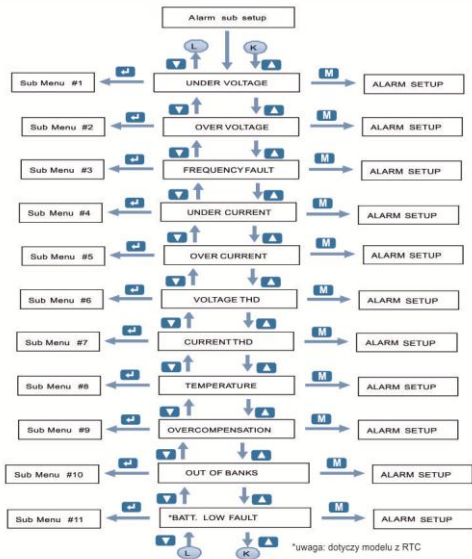 Alarm sub setup
L K
Sub Menu #1 UNDER VOLTAGE M ALARM SETUP
Sub Menu #2 OVER VOLTAGE M ALARM SETUP
Sub Menu #3 FREQUENCY FAULT M ALARM SETUP
Sub Menu #4 UNDER CURRENT M ALARM SETUP
Sub Menu #5 OVER CURRENT M ALARM SETUP
Sub Menu #6 VOLTAGE THD M ALARM SETUP
Sub Menu #7 CURRENT THD M ALARM SETUP
Sub Menu #8 TEMPERATURE M ALARM SETUP
Sub Menu #9 OVERCOMPENSATION M ALARM SETUP
Sub Menu #10 OUT OF BANKS M ALARM SETUP
Sub Menu #11 *BATT. LOW FAULT M ALARM SETUP
L K *uwaga: dotyczy modelu z RTC